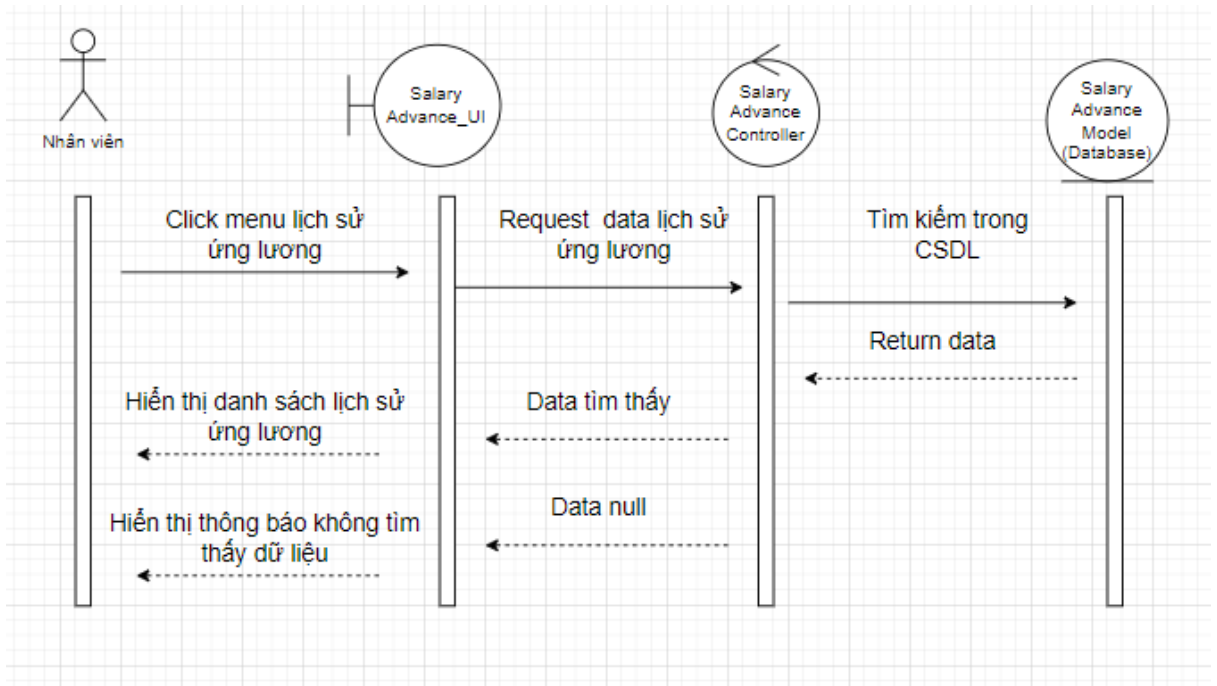 Nhân viên
Salary
Advance_UI
Salary
Advance
Controller
Salary
Advance
Model
(Database)
Click menu lịch sử
ứng lương
Request data lịch sử
ứng lương
Tìm kiếm trong
CSDL
Return data
Hiển thị danh sách lịch sử
ứng lương
Data tìm thấy
Data null
Hiển thị thông báo không tìm
thấy dữ liệu